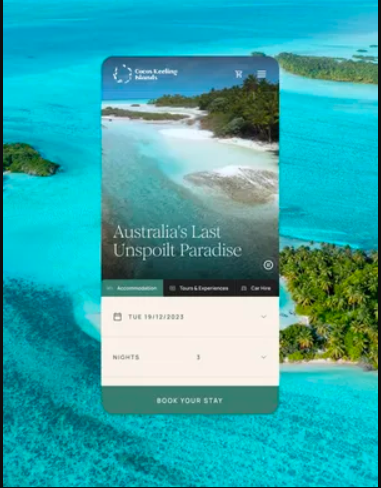 Cocos Keeling
Islands
Australia's Last
Unspoilt Paradise
Accommodation
Tours & Experiences
Car Hire
TUE 19/12/2023
NIGHTS 3
BOOK YOUR STAY